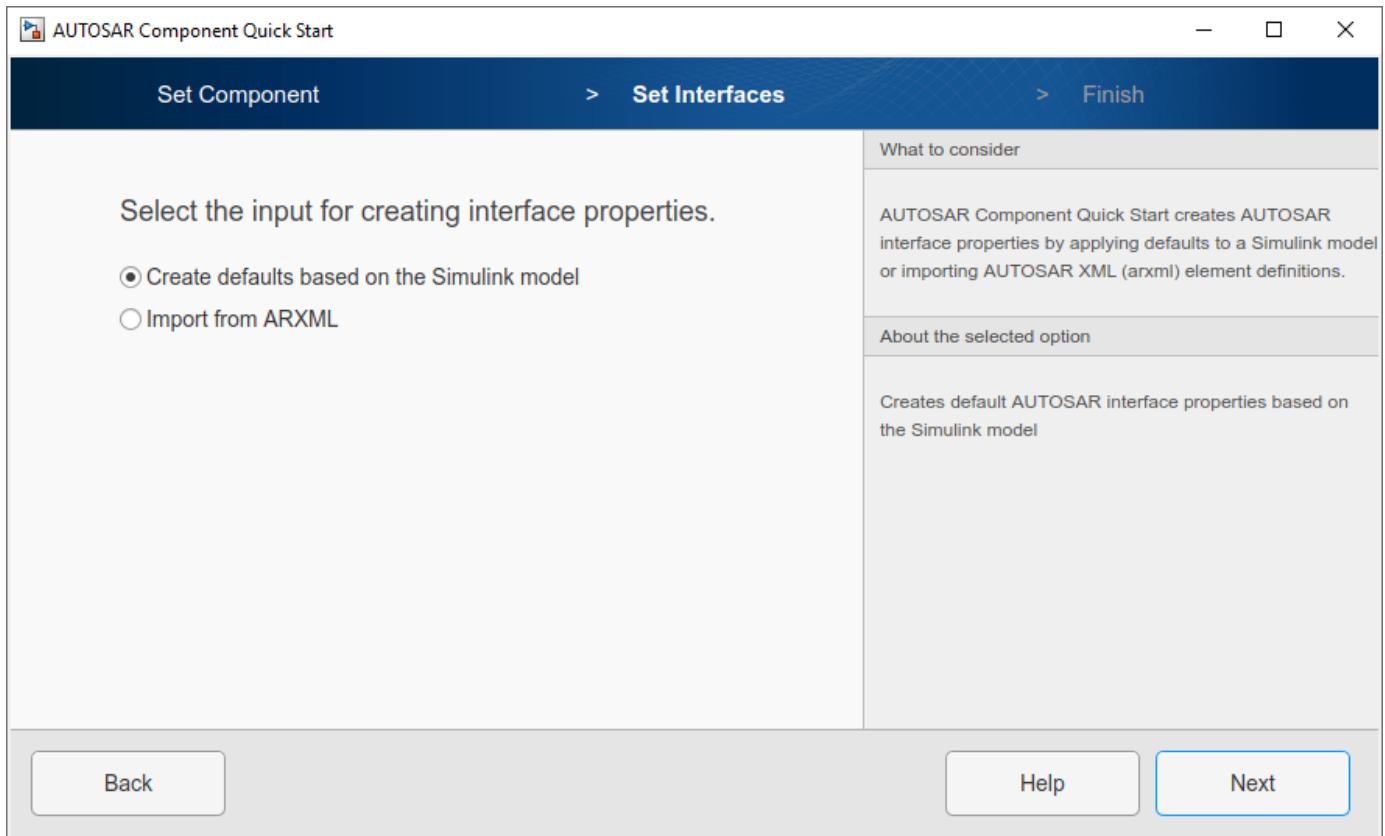 AUTOSAR Component Quick Start
Set Component > Set Interfaces > Finish
Select the input for creating interface properties.
Create defaults based on the Simulink model
Import from ARXML
What to consider
AUTOSAR Component Quick Start creates AUTOSAR
interface properties by applying defaults to a Simulink model
or importing AUTOSAR XML (arxml) element definitions.
About the selected option
Creates default AUTOSAR interface properties based on
the Simulink model
Back
Help
Next